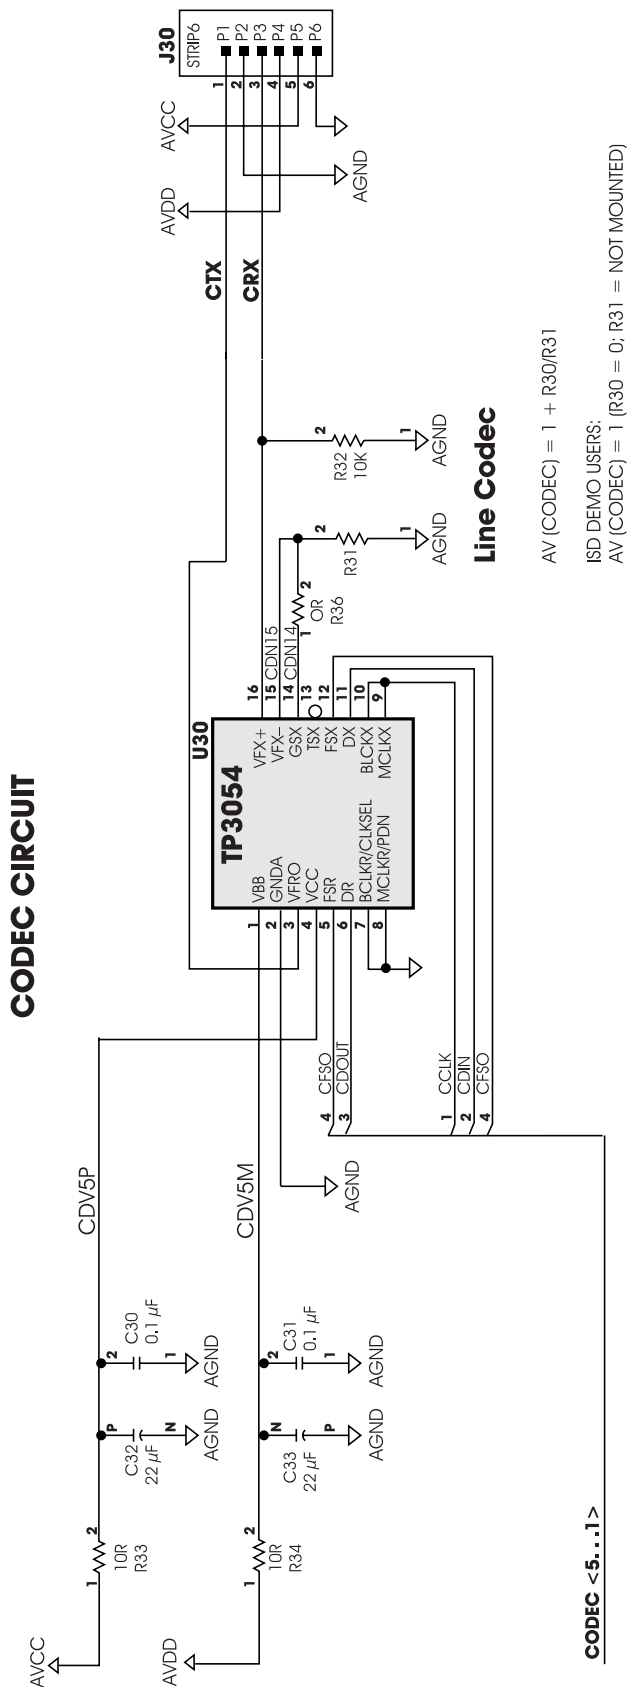 CODEC CIRCUIT
AVCC
1
2
10R
R33
CDV5P
P
C32
22 µF
N
AGND
2
C30
0.1 µF
1
AGND
AVDD
1
2
10R
R34
CDV5M
N
C33
22 µF
P
AGND
2
C31
0.1 µF
1
AGND
AGND
4 CFSO
3 CDOUT
1 CCLK
2 CDIN
4 CFSO
CODEC <5. . .1>
U30
TP3054
1 VBB
2 GNDA
3 VFRO
4 VCC
5 FSR
6 DR
7 BCLKR/CLKSEL
8 MCLKR/PDN
VFX+ 16
VFX– 15 CDN15
GSX 14 CDN14
TSX 13
FSX 12
DX 11
BLCKX 10
MCLKX 9
1
2
OR
R36
2
R31
1
AGND
2
R32
10K
1
AGND
CTX
CRX
AVDD
AVCC
AGND
J30
STRIP6
1 P1
2 P2
3 P3
4 P4
5 P5
6 P6
Line Codec
AV (CODEC) = 1 + R30/R31
ISD DEMO USERS:
AV (CODEC) = 1 (R30 = 0; R31 = NOT MOUNTED)